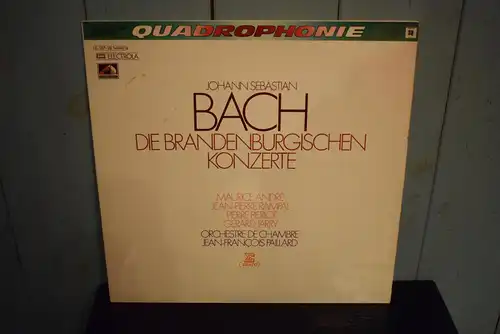 QUADROPHONIE
ELECTROLA
JOHANN SEBASTIAN
BACH
DIE BRANDENBURGISCHEN
KONZERTE
MAURICE ANDRÉ
JEAN-PIERRE RAMPAL
PIERRE PIERLOT
GERARD JARRY
ORCHESTRE DE CHAMBRE
JEAN-FRANÇOIS PAILLARD